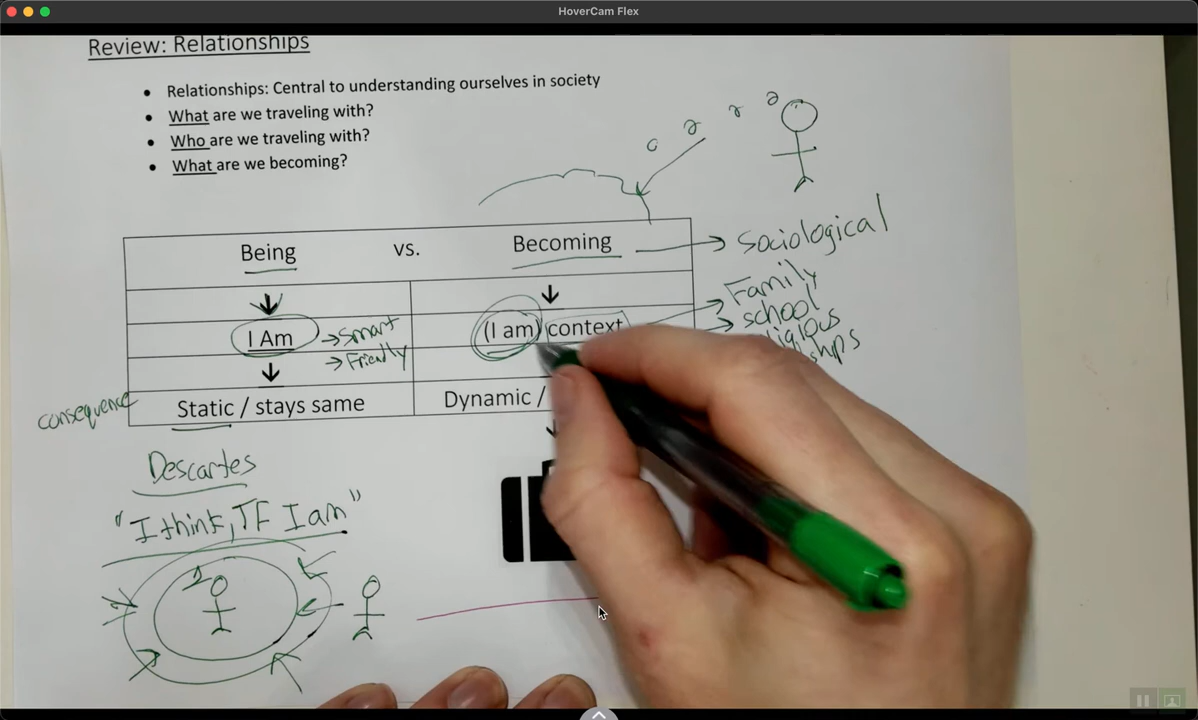 HoverCam Flex
Review: Relationships
• Relationships: Central to understanding ourselves in society
• What are we traveling with?
• Who are we traveling with?
• What are we becoming?
Being vs. Becoming → Sociological
Family
school
I Am → Smart
(I am) context
→ Friendly
consequence
Static / stays same
Dynamic /
Descartes
"I think, TF I am"